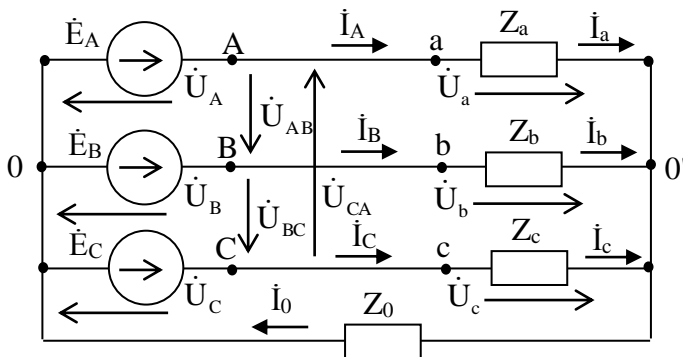 Ė_A A İ_A a Z_a İ_a
U̇_A U̇_AB U̇_a
0 Ė_B B İ_B b Z_b İ_b 0'
U̇_B U̇_BC U̇_CA U̇_b
Ė_C C İ_C c Z_c İ_c
U̇_C U̇_c
İ_0 Z_0